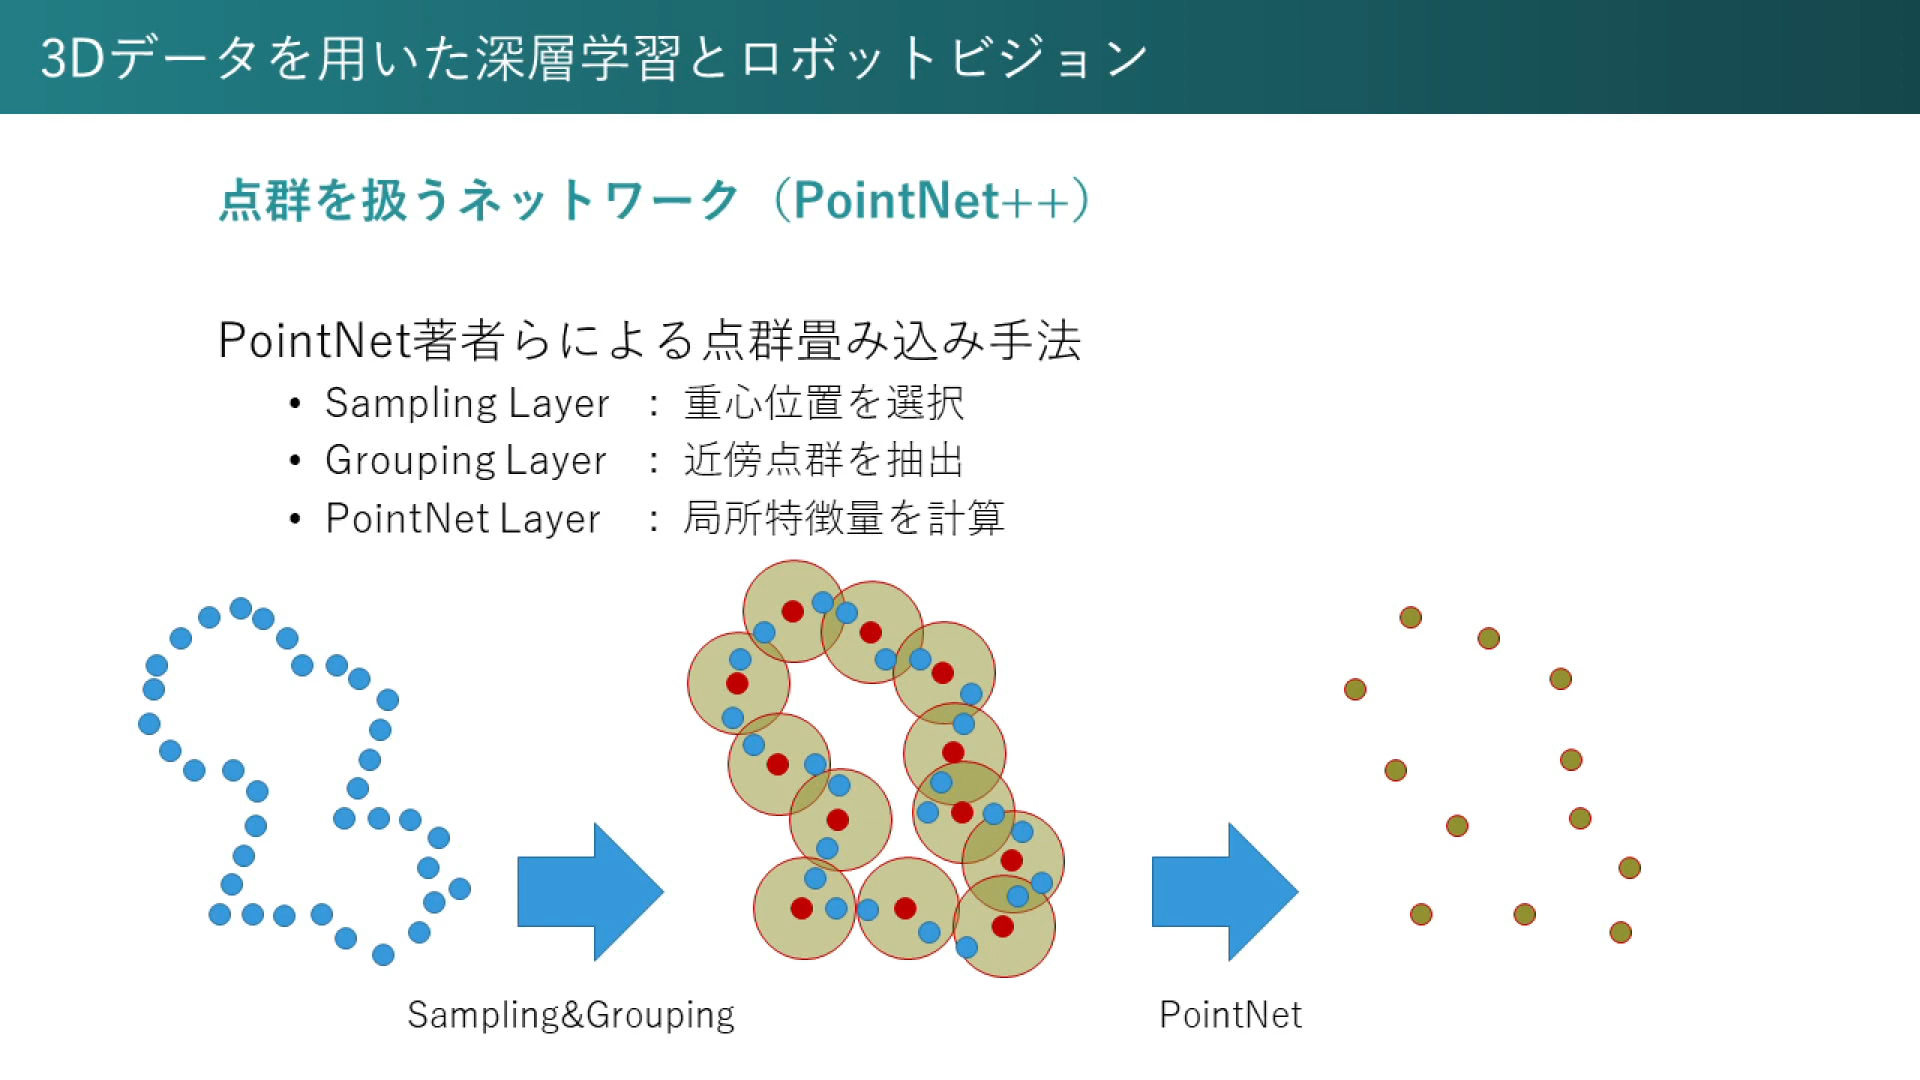 3Dデータを用いた深層学習とロボットビジョン
点群を扱うネットワーク（PointNet++）
PointNet著者らによる点群畳み込み手法
• Sampling Layer : 重心位置を選択
• Grouping Layer : 近傍点群を抽出
• PointNet Layer : 局所特徴量を計算
Sampling&Grouping
PointNet